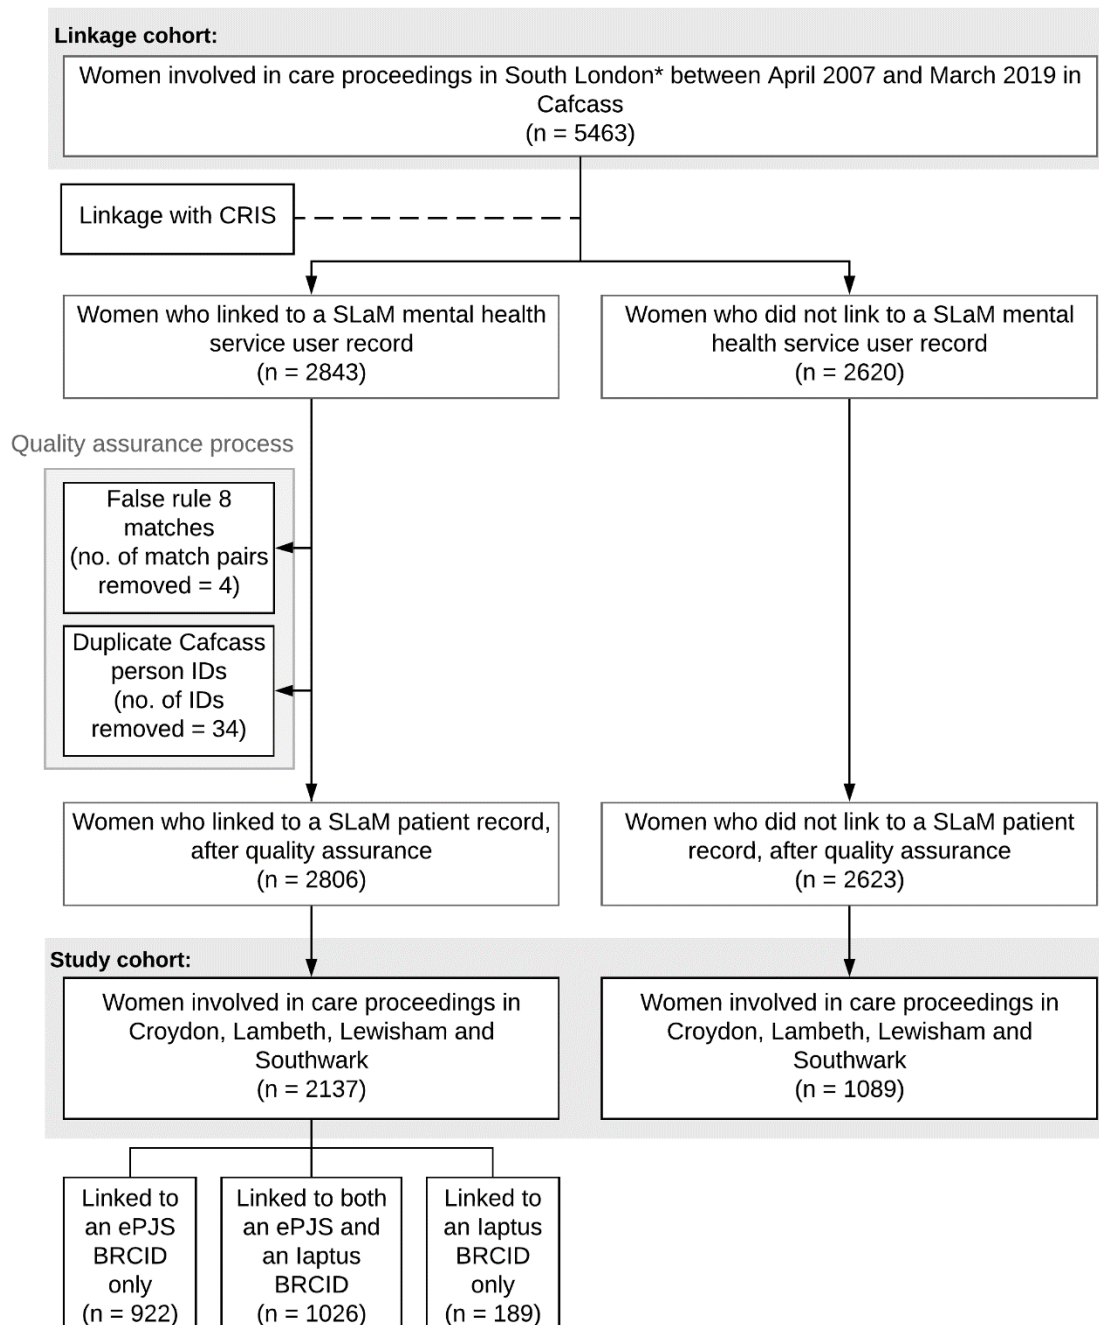 Linkage cohort:
Women involved in care proceedings in South London* between April 2007 and March 2019 in
Cafcass
(n = 5463)
Linkage with CRIS
Women who linked to a SLaM mental health
service user record
(n = 2843)
Women who did not link to a SLaM mental
health service user record
(n = 2620)
Quality assurance process
False rule 8
matches
(no. of match pairs
removed = 4)
Duplicate Cafcass
person IDs
(no. of IDs
removed = 34)
Women who linked to a SLaM patient record,
after quality assurance
(n = 2806)
Women who did not link to a SLaM patient
record, after quality assurance
(n = 2623)
Study cohort:
Women involved in care proceedings in
Croydon, Lambeth, Lewisham and
Southwark
(n = 2137)
Women involved in care proceedings in
Croydon, Lambeth, Lewisham and
Southwark
(n = 1089)
Linked to
an ePJS
BRCID
only
(n = 922)
Linked to both
an ePJS and
an Iaptus
BRCID
(n = 1026)
Linked to
an Iaptus
BRCID
only
(n = 189)